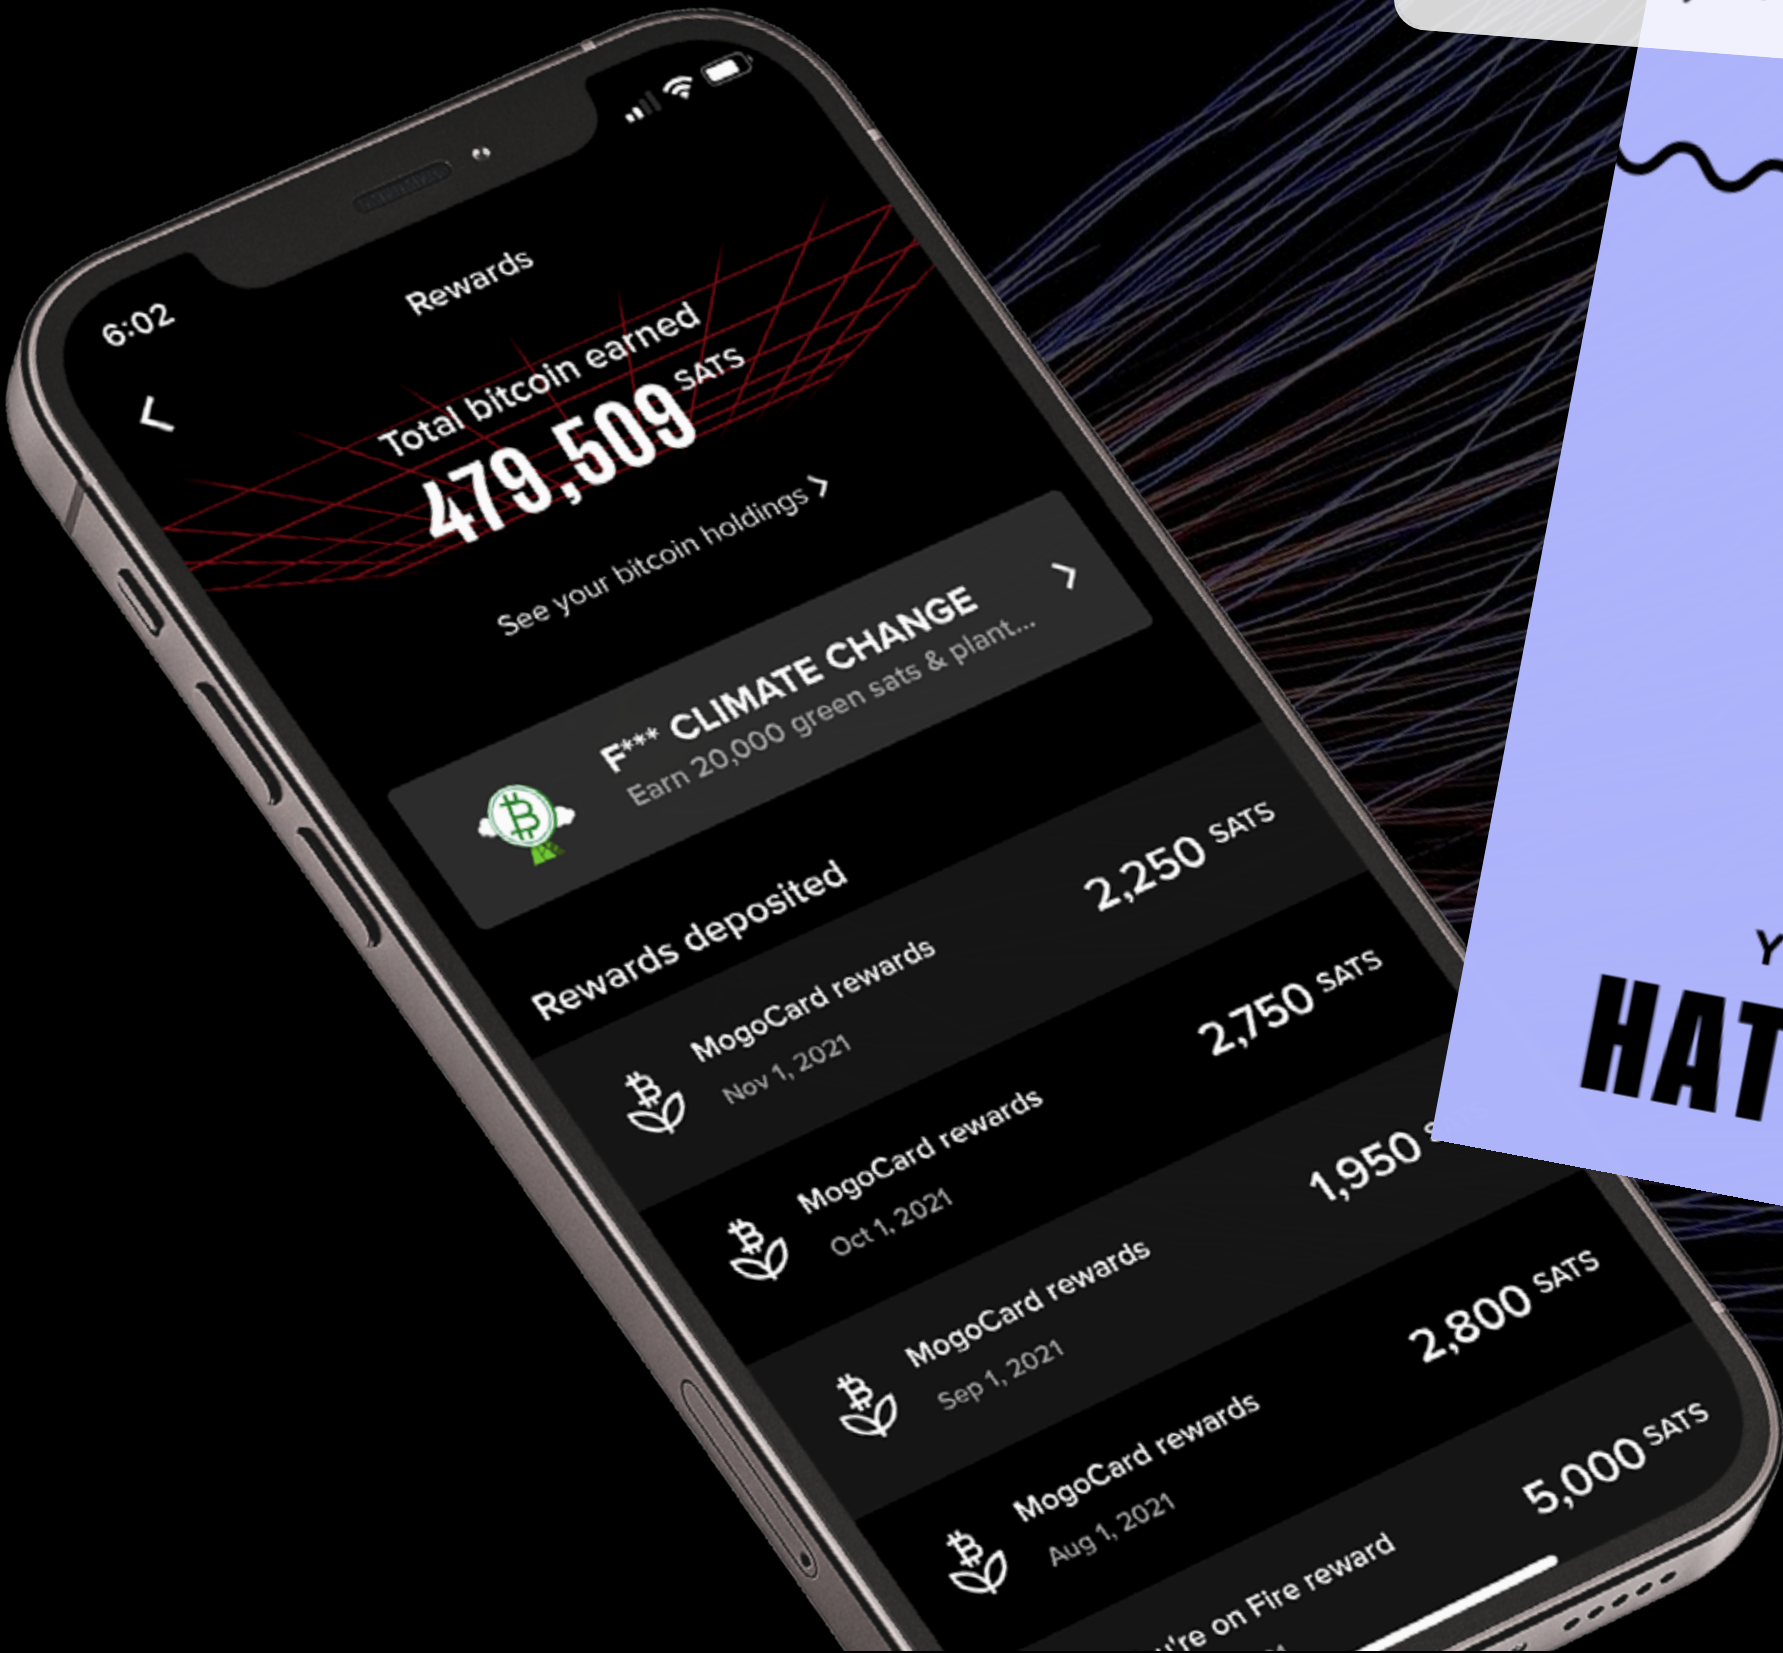 6:02
Rewards
Total bitcoin earned
479,509 SATS
See your bitcoin holdings
F*** CLIMATE CHANGE
Earn 20,000 green sats & plant...
Rewards deposited
MogoCard rewards 2,250 SATS
Nov 1, 2021
MogoCard rewards 2,750 SATS
Oct 1, 2021
MogoCard rewards 1,950
Sep 1, 2021
MogoCard rewards 2,800 SATS
Aug 1, 2021
're on Fire reward 5,000 SATS
Y
HAT